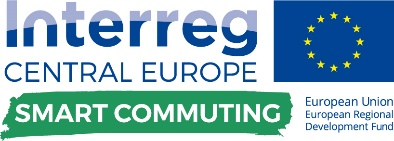 Interreg
CENTRAL EUROPE
SMART COMMUTING
European Union
European Regional
Development Fund